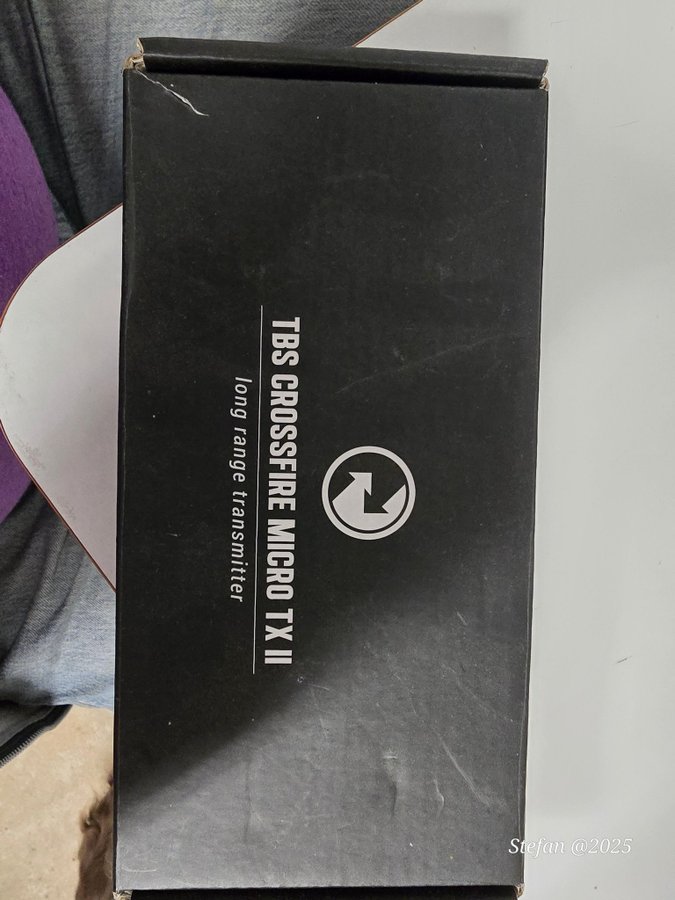 TBS CROSSFIRE MICRO TX II
long range transmitter
Stefan @2025